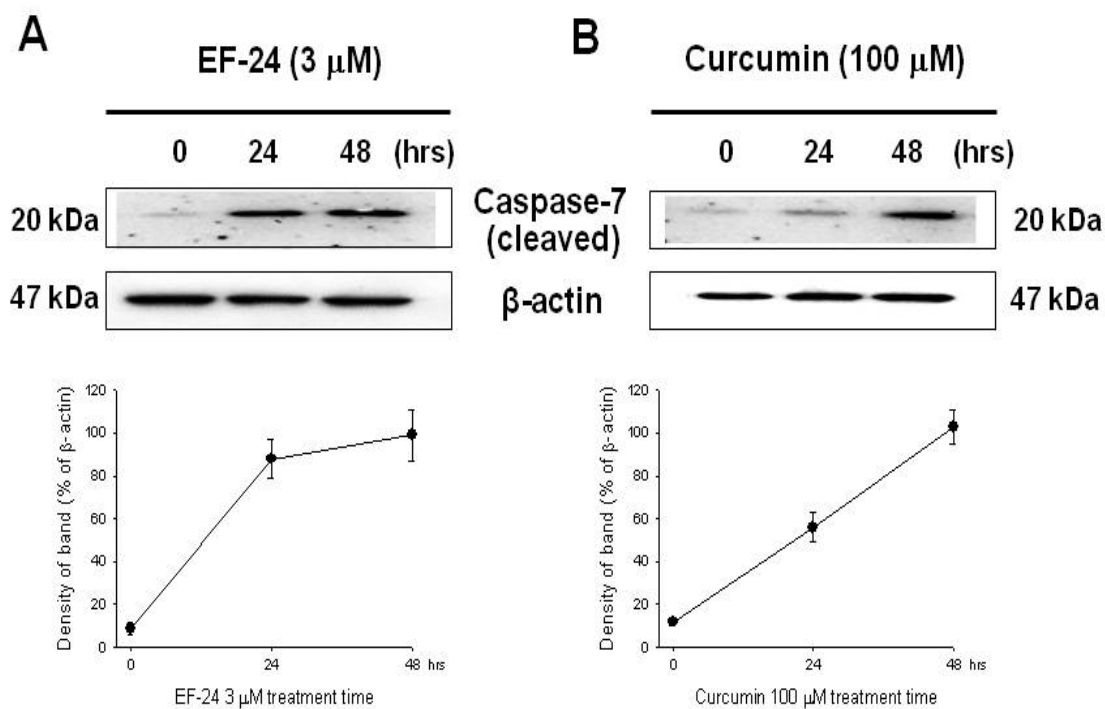 A
EF-24 (3 μM)
0 24 48 (hrs)
20 kDa
47 kDa
Caspase-7
(cleaved)
β-actin
B
Curcumin (100 μM)
0 24 48 (hrs)
20 kDa
47 kDa
Density of band (% of β-actin)
120
100
80
60
40
20
0
0 24 48 hrs
EF-24 3 μM treatment time
Density of band (% of β-actin)
120
100
80
60
40
20
0
0 24 48 hrs
Curcumin 100 μM treatment time